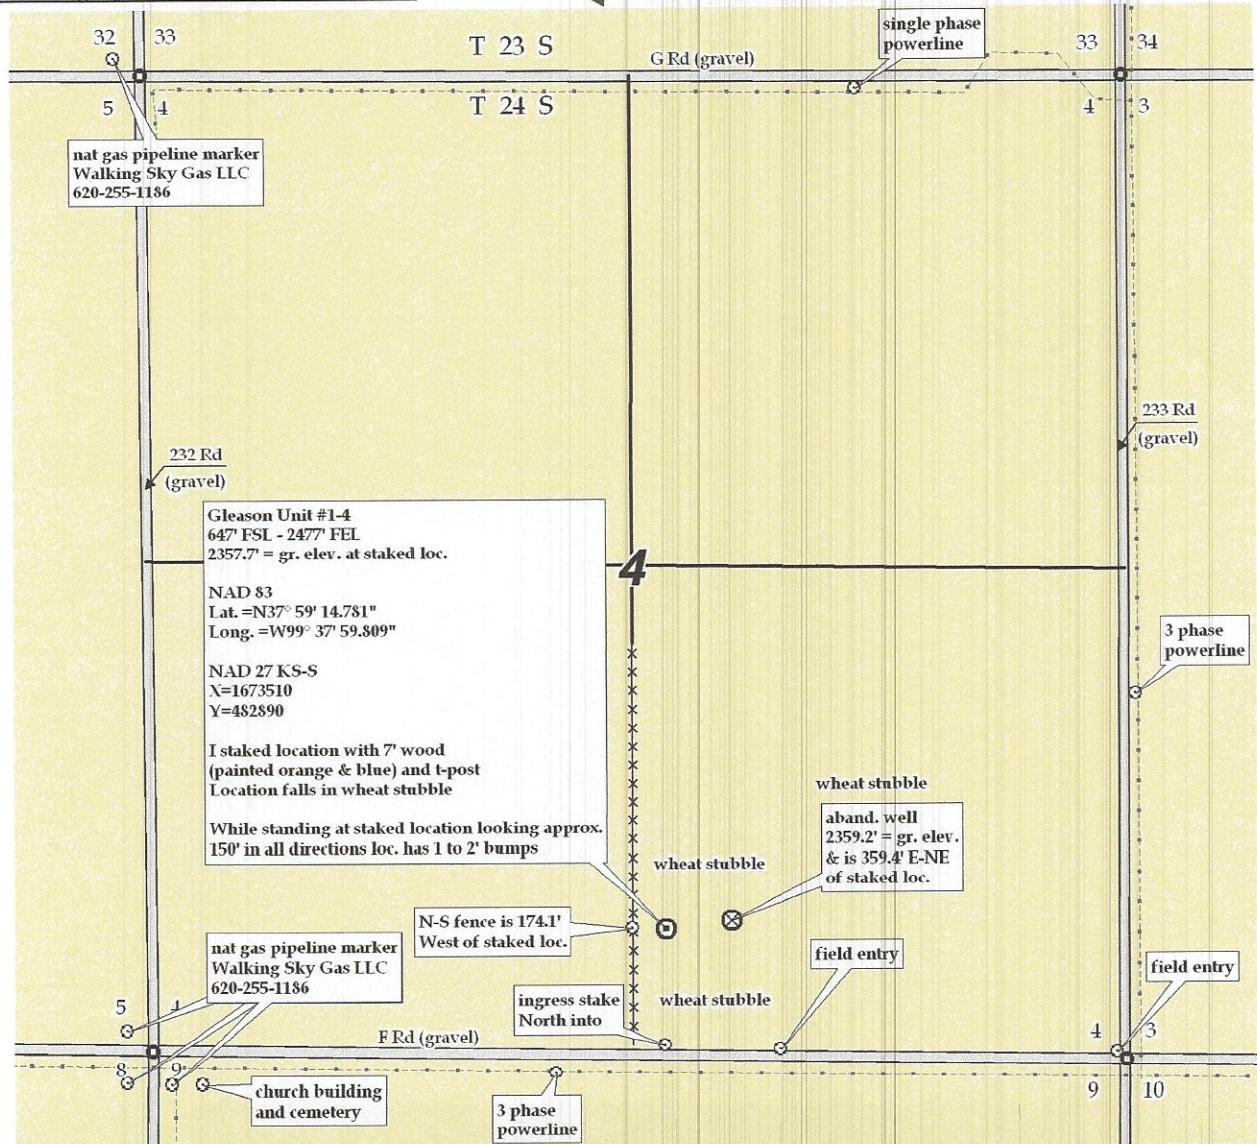 32 33
T 23 S
single phase
powerline
33 34
G Rd (gravel)
5 4
T 24 S
4 3
nat gas pipeline marker
Walking Sky Gas LLC
620-255-1186
232 Rd
(gravel)
233 Rd
(gravel)
Gleason Unit #1-4
647' FSL - 2477' FEL
2357.7' = gr. elev. at staked loc.
NAD 83
Lat. =N37° 59' 14.781"
Long. =W99° 37' 59.809"
NAD 27 KS-S
X=1673510
Y=482890
I staked location with 7' wood
(painted orange & blue) and t-post
Location falls in wheat stubble
While standing at staked location looking approx.
150' in all directions loc. has 1 to 2' bumps
4
3 phase
powerline
wheat stubble
aband. well
2359.2' = gr. elev.
& is 359.4' E-NE
of staked loc.
wheat stubble
N-S fence is 174.1'
West of staked loc.
nat gas pipeline marker
Walking Sky Gas LLC
620-255-1186
field entry
field entry
ingress stake
North into
wheat stubble
5 4
F Rd (gravel)
4 3
8 9
church building
and cemetery
3 phase
powerline
9 10